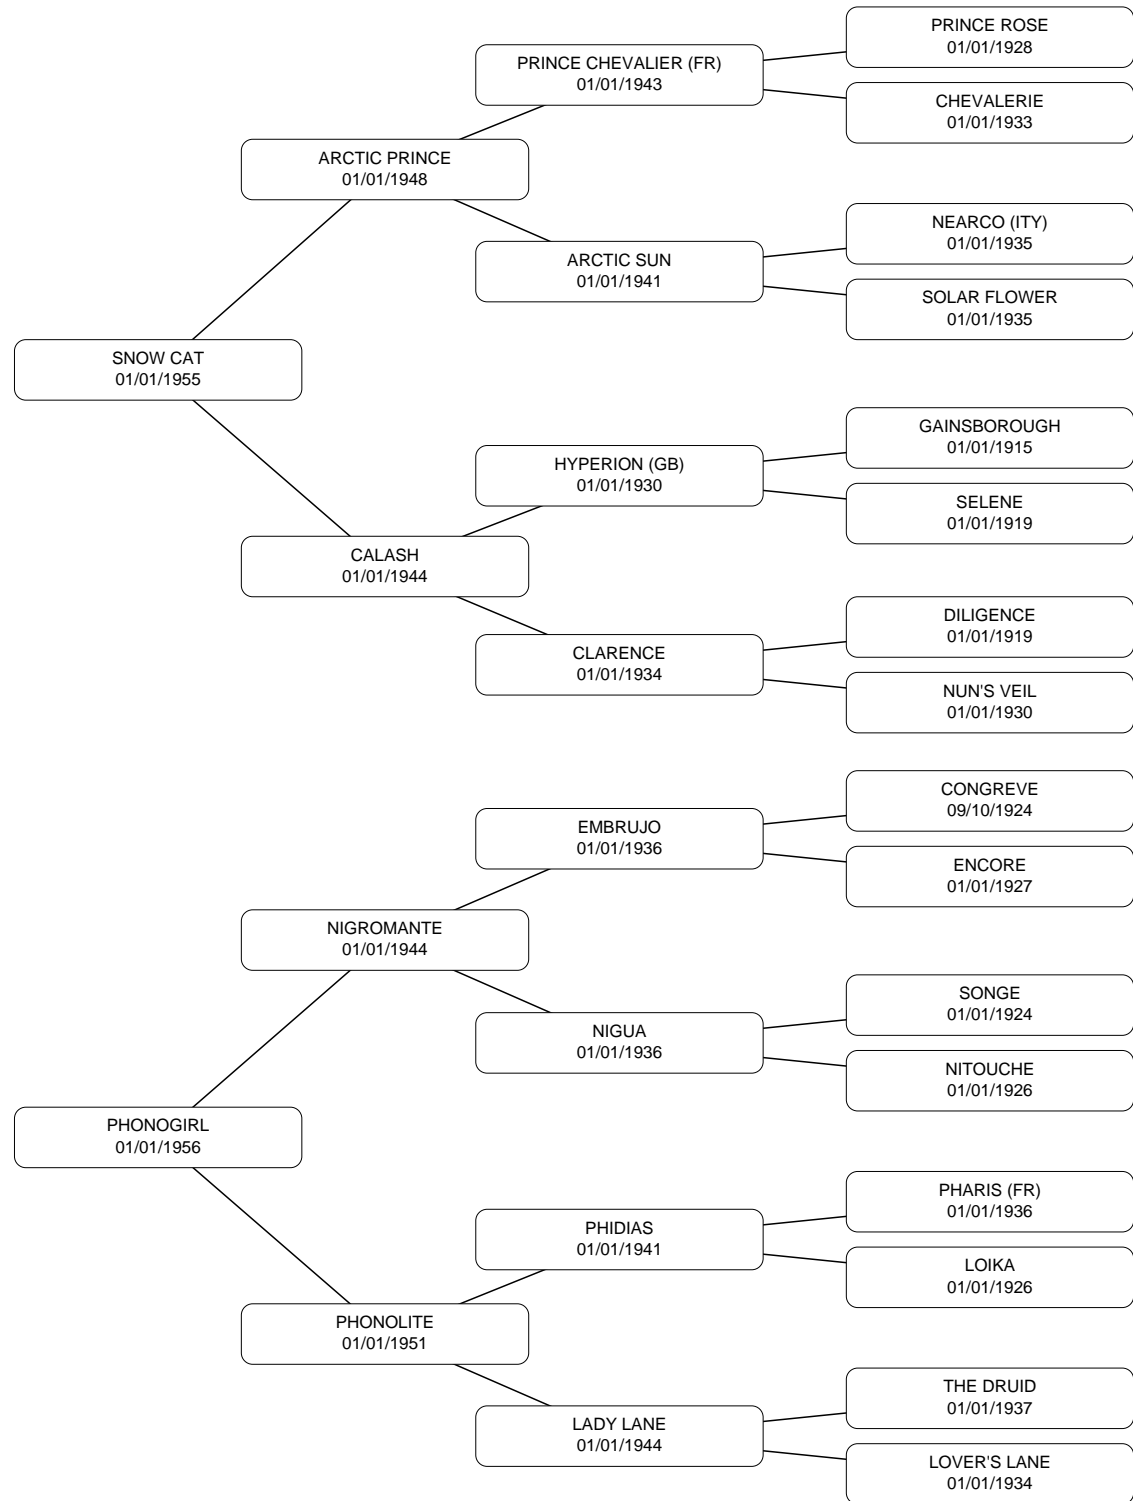 PRINCE ROSE
01/01/1928
PRINCE CHEVALIER (FR)
01/01/1943
CHEVALERIE
01/01/1933
ARCTIC PRINCE
01/01/1948
NEARCO (ITY)
01/01/1935
ARCTIC SUN
01/01/1941
SOLAR FLOWER
01/01/1935
SNOW CAT
01/01/1955
GAINSBOROUGH
01/01/1915
HYPERION (GB)
01/01/1930
SELENE
01/01/1919
CALASH
01/01/1944
DILIGENCE
01/01/1919
CLARENCE
01/01/1934
NUN'S VEIL
01/01/1930
CONGREVE
09/10/1924
EMBRUJO
01/01/1936
ENCORE
01/01/1927
NIGROMANTE
01/01/1944
SONGE
01/01/1924
NIGUA
01/01/1936
NITOUCHE
01/01/1926
PHONOGIRL
01/01/1956
PHARIS (FR)
01/01/1936
PHIDIAS
01/01/1941
LOIKA
01/01/1926
PHONOLITE
01/01/1951
THE DRUID
01/01/1937
LADY LANE
01/01/1944
LOVER'S LANE
01/01/1934